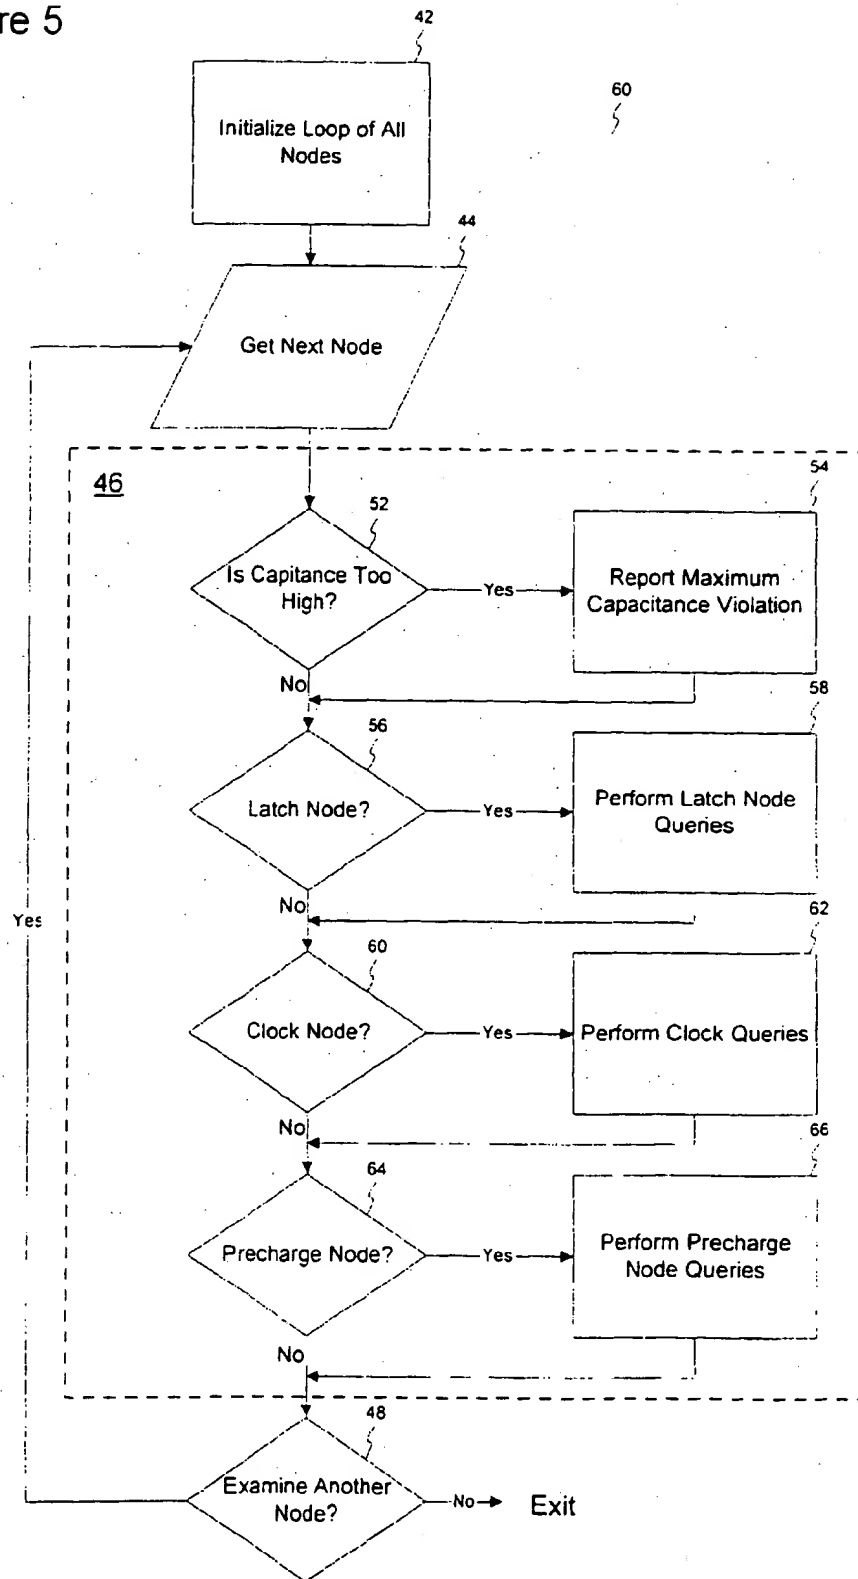 re 5
42
60
Initialize Loop of All
Nodes
44
Get Next Node
46
54
52
Is Capitance Too
High?
Yes
Report Maximum
Capacitance Violation
No
58
56
Latch Node?
Yes
Perform Latch Node
Queries
No
Yes
62
60
Clock Node?
Yes
Perform Clock Queries
No
66
64
Precharge Node?
Yes
Perform Precharge
Node Queries
No
48
Examine Another
Node?
No
Exit